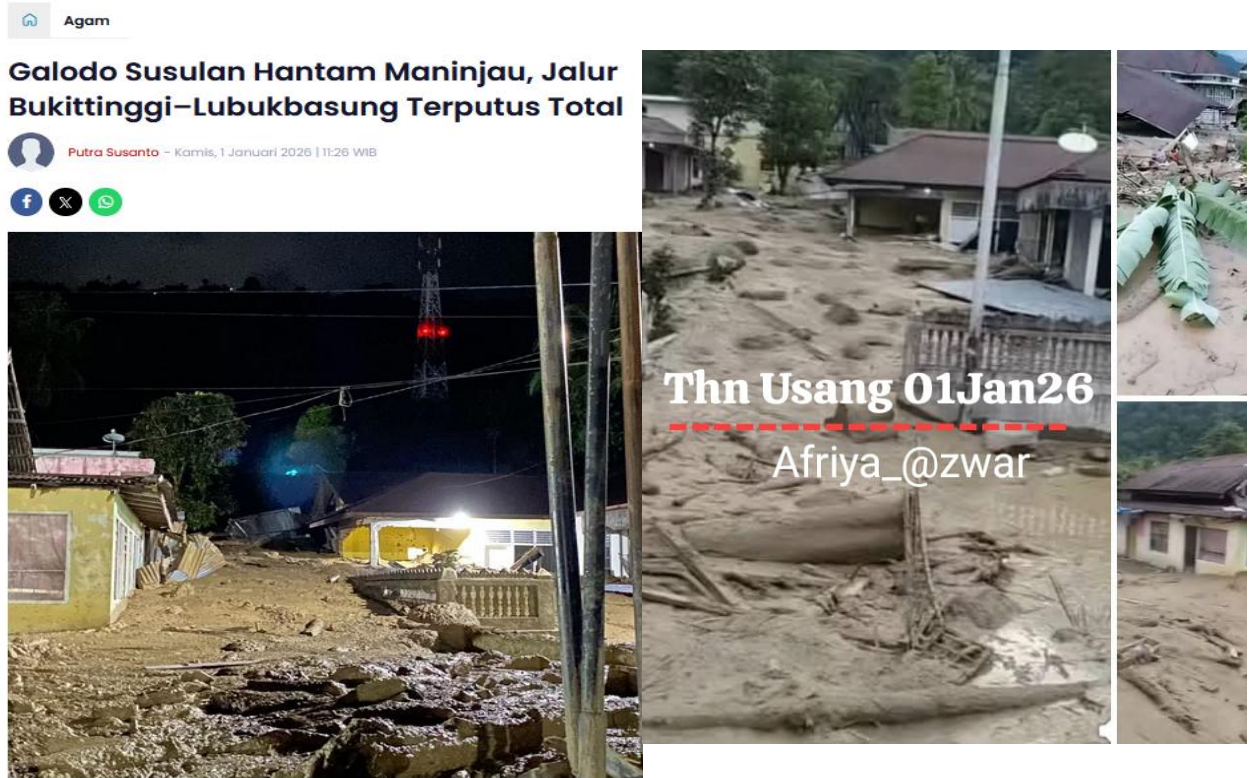 Agam
Galodo Susulan Hantam Maninjau, Jalur
Bukittinggi–Lubukbasung Terputus Total
Putra Susanto - Kamis, 1 Januari 2026 | 11:26 WIB
Thn Usang 01Jan26
Afriya_@zwar